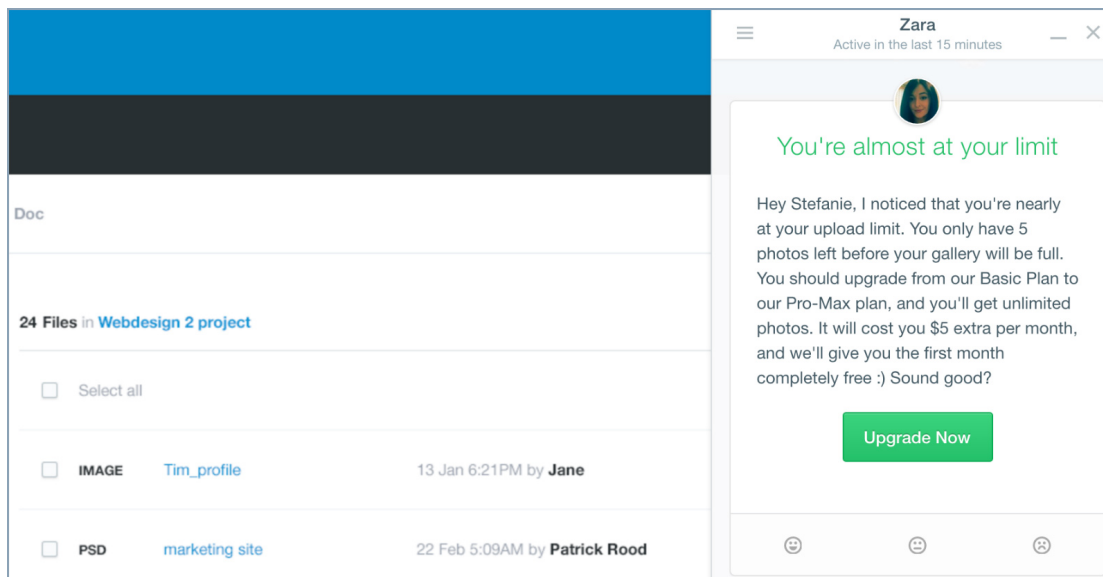 Zara
Active in the last 15 minutes
You're almost at your limit
Doc
Hey Stefanie, I noticed that you're nearly
at your upload limit. You only have 5
photos left before your gallery will be full.
You should upgrade from our Basic Plan to
our Pro-Max plan, and you'll get unlimited
photos. It will cost you $5 extra per month,
and we'll give you the first month
completely free :) Sound good?
Upgrade Now
24 Files in Webdesign 2 project
Select all
IMAGE Tim_profile 13 Jan 6:21PM by Jane
PSD marketing site 22 Feb 5:09AM by Patrick Rood